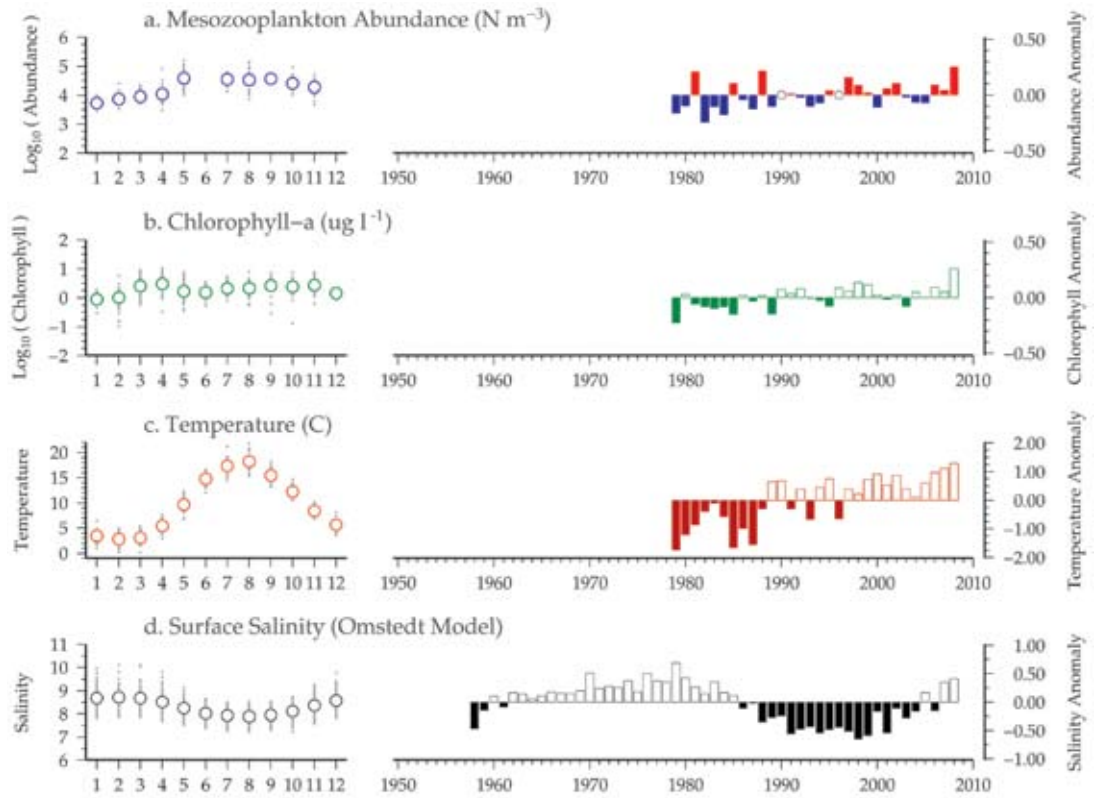 a. Mesozooplankton Abundance (N m⁻³)
Log₁₀ ( Abundance)
6
5
4
3
2
1 2 3 4 5 6 7 8 9 10 11 12
1950 1960 1970 1980 1990 2000 2010
0.50
0.00
−0.50
Abundance Anomaly
b. Chlorophyll−a (ug l⁻¹)
Log₁₀ ( Chlorophyll )
2
1
0
−1
−2
1 2 3 4 5 6 7 8 9 10 11 12
1950 1960 1970 1980 1990 2000 2010
0.50
0.00
−0.50
Chlorophyll Anomaly
c. Temperature (C)
Temperature
20
15
10
5
0
1 2 3 4 5 6 7 8 9 10 11 12
1950 1960 1970 1980 1990 2000 2010
2.00
1.00
0.00
−1.00
−2.00
Temperature Anomaly
d. Surface Salinity (Omstedt Model)
Salinity
11
10
9
8
7
6
1 2 3 4 5 6 7 8 9 10 11 12
1950 1960 1970 1980 1990 2000 2010
1.00
0.50
0.00
−0.50
−1.00
Salinity Anomaly